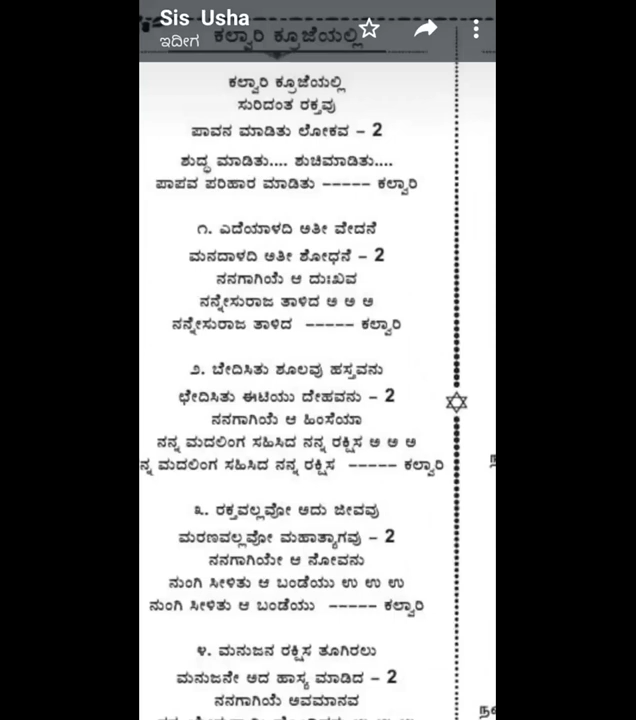 Sis Usha
ಇದೀಗ
ಕಲ್ವಾರಿ ಕ್ರೂಜೆಯಲ್ಲಿ
ಕಲ್ವಾರಿ ಕ್ರೂಜೆಯಲ್ಲಿ
ಸುರಿದಂತ ರಕ್ತವು
ಪಾವನ ಮಾಡಿತು ಲೋಕವ – 2
ಶುದ್ಧ ಮಾಡಿತು.... ಶುಚಿಮಾಡಿತು....
ಪಾಪವ ಪರಿಹಾರ ಮಾಡಿತು ––––– ಕಲ್ವಾರಿ
೧. ಎದೆಯಾಳದಿ ಅತೀ ವೇದನೆ
ಮನದಾಳದಿ ಅತೀ ಶೋಧನೆ – 2
ನನಗಾಗಿಯೆ ಆ ದುಃಖವ
ನನ್ನೇಸುರಾಜ ತಾಳಿದ ಅ ಅ ಅ
ನನ್ನೇಸುರಾಜ ತಾಳಿದ ––––– ಕಲ್ವಾರಿ
೨. ಬೇದಿಸಿತು ಶೂಲವು ಹಸ್ತವನು
ಛೇದಿಸಿತು ಈಟಿಯು ದೇಹವನು – 2
ನನಗಾಗಿಯೆ ಆ ಹಿಂಸೆಯಾ
ನನ್ನ ಮದಲಿಂಗ ಸಹಿಸಿದ ನನ್ನ ರಕ್ಷಿಸ ಅ ಅ ಅ
ನ್ನ ಮದಲಿಂಗ ಸಹಿಸಿದ ನನ್ನ ರಕ್ಷಿಸ ––––– ಕಲ್ವಾರಿ
೩. ರಕ್ತವಲ್ಲವೋ ಅದು ಜೀವವು
ಮರಣವಲ್ಲವೋ ಮಹಾತ್ಯಾಗವು – 2
ನನಗಾಗಿಯೇ ಆ ನೋವನು
ನುಂಗಿ ಸೀಳಿತು ಆ ಬಂಡೆಯು ಉ ಉ ಉ
ನುಂಗಿ ಸೀಳಿತು ಆ ಬಂಡೆಯು ––––– ಕಲ್ವಾರಿ
೪. ಮನುಜನ ರಕ್ಷಿಸ ತೂಗಿರಲು
ಮನುಜನೇ ಅದ ಹಾಸ್ಯ ಮಾಡಿದ – 2
ನನಗಾಗಿಯೆ ಅವಮಾನವ